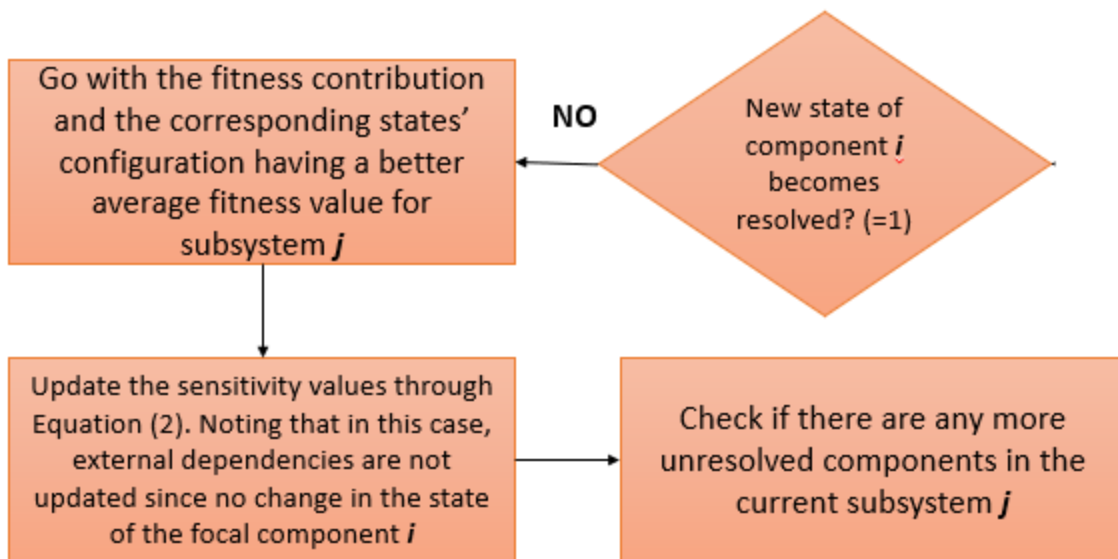 Go with the fitness contribution
and the corresponding states’
configuration having a better
average fitness value for
subsystem j
NO
New state of
component i
becomes
resolved? (=1)
Update the sensitivity values through
Equation (2). Noting that in this case,
external dependencies are not
updated since no change in the state
of the focal component i
Check if there are any more
unresolved components in the
current subsystem j